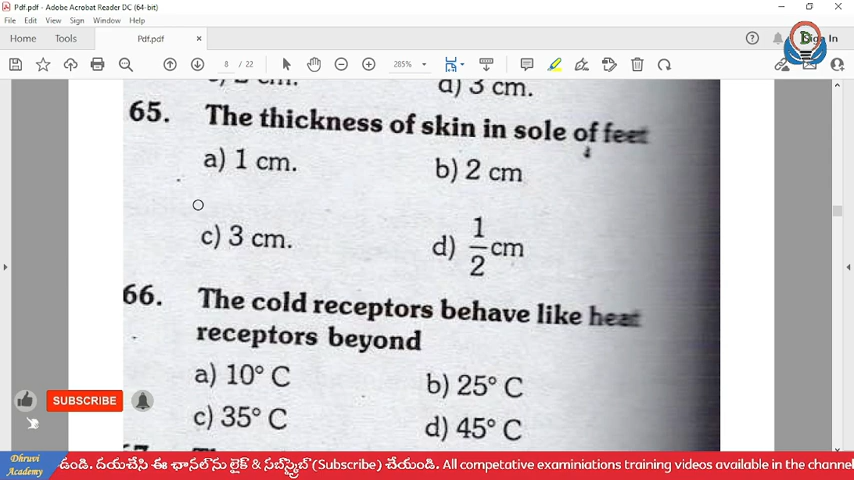 Pdf.pdf - Adobe Acrobat Reader DC (64-bit)
File Edit View Sign Window Help
Home Tools Pdf.pdf × Sign In
8 / 22 285%
d) 3 cm.
65. The thickness of skin in sole of feet
a) 1 cm. b) 2 cm
c) 3 cm. d) 1/2 cm
66. The cold receptors behave like heat
receptors beyond
a) 10° C b) 25° C
c) 35° C d) 45° C
SUBSCRIBE
Dhruvi
Academy
ండి. దయచేసి ఈ ఛానల్‌ను లైక్ & సబ్‌స్క్రైబ్(Subscribe) చేయండి. All competative examiniations training videos available in the channel